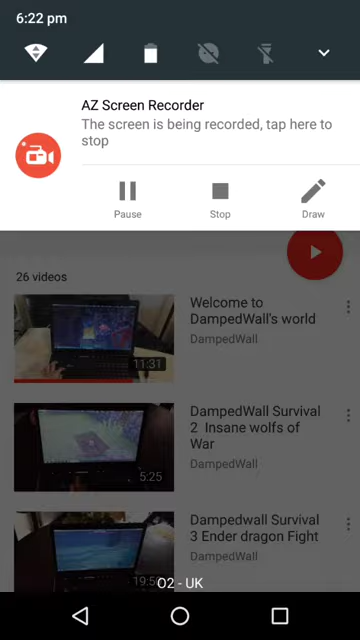 6:22 pm
AZ Screen Recorder
The screen is being recorded, tap here to
stop
Pause
Stop
Draw
26 videos
Welcome to
DampedWall's world
DampedWall
11:31
DampedWall Survival
2 Insane wolfs of
War
DampedWall
5:25
Dampedwall Survival
3 Ender dragon Fight
DampedWall
O2 - UK